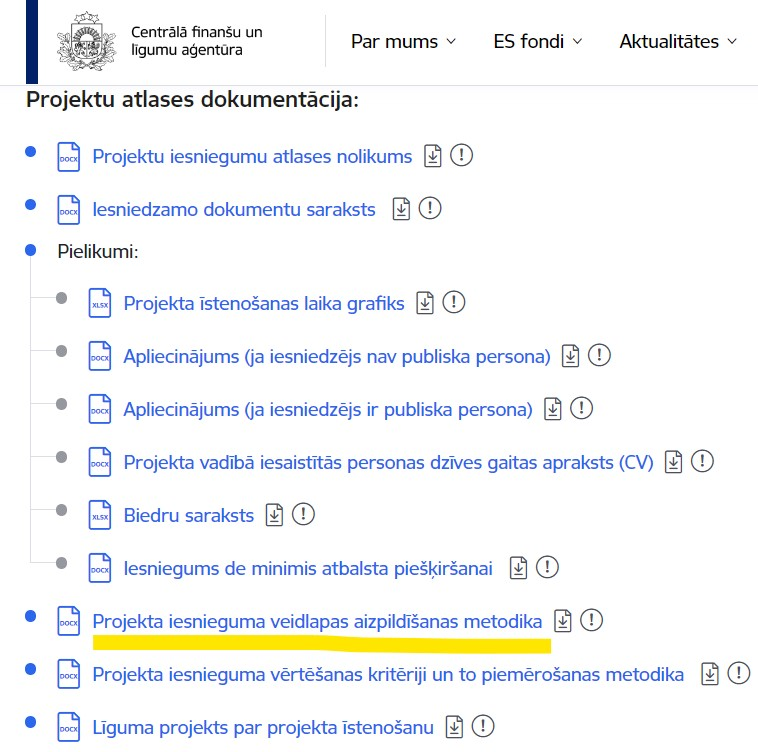 Centrālā finanšu un
līgumu aģentūra
Par mums
ES fondi
Aktualitātes
Projektu atlases dokumentācija:
DOCX Projektu iesniegumu atlases nolikums
DOCX Iesniedzamo dokumentu saraksts
Pielikumi:
XLSX Projekta īstenošanas laika grafiks
DOCX Apliecinājums (ja iesniedzējs nav publiska persona)
DOCX Apliecinājums (ja iesniedzējs ir publiska persona)
DOCX Projekta vadībā iesaistītās personas dzīves gaitas apraksts (CV)
XLSX Biedru saraksts
DOCX Iesniegums de minimis atbalsta piešķiršanai
DOCX Projekta iesnieguma veidlapas aizpildīšanas metodika
DOCX Projekta iesnieguma vērtēšanas kritēriji un to piemērošanas metodika
DOCX Līguma projekts par projekta īstenošanu